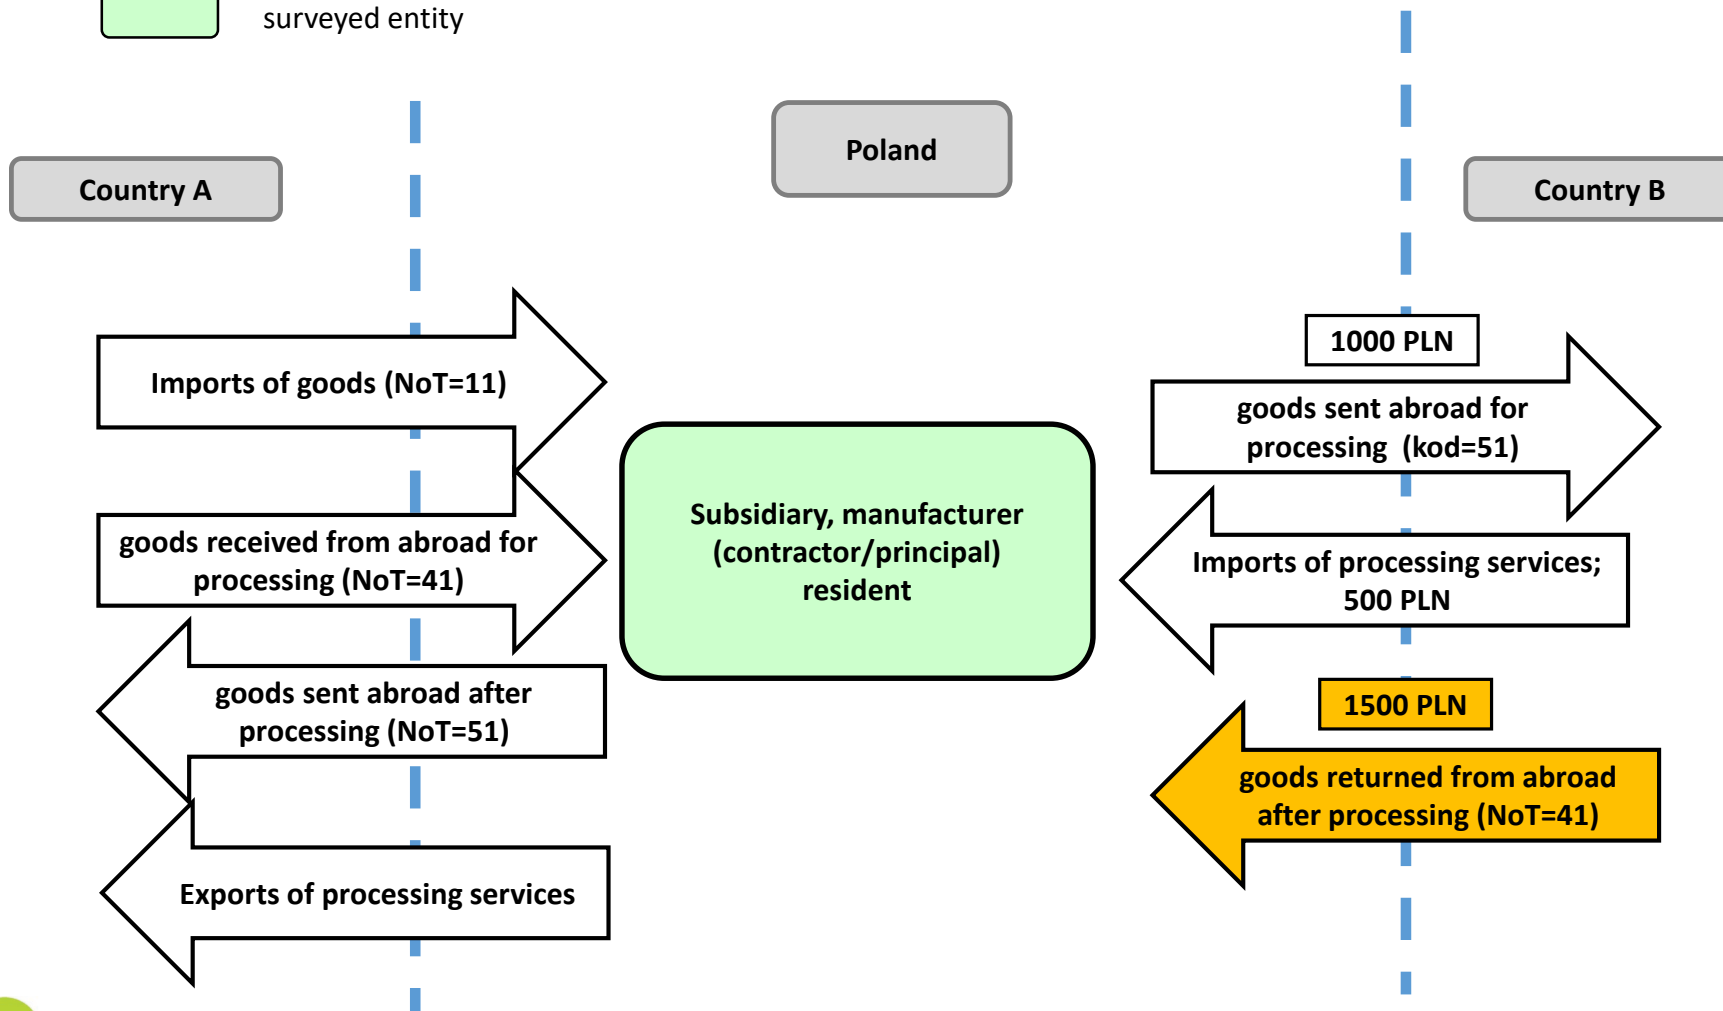 surveyed entity
Poland
Country A
Country B
Imports of goods (NoT=11)
goods received from abroad for
processing (NoT=41)
goods sent abroad after
processing (NoT=51)
Exports of processing services
Subsidiary, manufacturer
(contractor/principal)
resident
1000 PLN
goods sent abroad for
processing (kod=51)
Imports of processing services;
500 PLN
1500 PLN
goods returned from abroad
after processing (NoT=41)